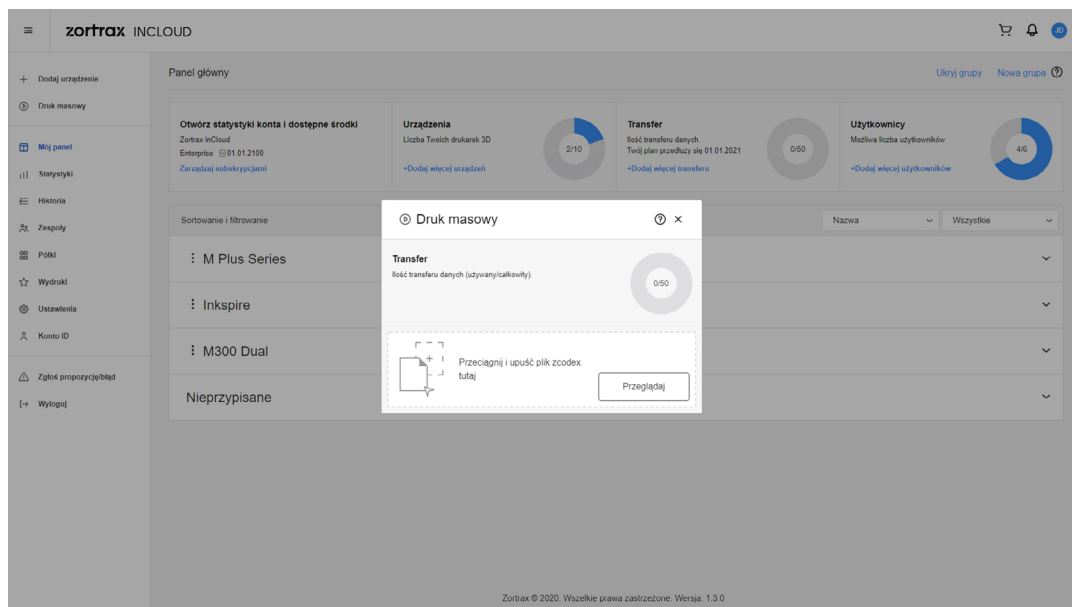 zortrax INCLOUD
JD
Dodaj urządzenie
Druk masowy
Mój panel
Statystyki
Historia
Zespoły
Półki
Wydruki
Ustawienia
Konto ID
Zgłoś propozycję/błąd
Wyloguj
Panel główny
Ukryj grupy
Nowa grupa
Otwórz statystyki konta i dostępne środki
Zortrax inCloud
Enterprise 01.01.2100
Zarządzaj subskrypcjami
Urządzenia
Liczba Twoich drukarek 3D
+Dodaj więcej urządzeń
2/10
Transfer
Ilość transferu danych.
Twój plan przedłuży się 01.01.2021
+Dodaj więcej transferu
0/50
Użytkownicy
Możliwa liczba użytkowników
+Dodaj więcej użytkowników
4/6
Sortowanie i filtrowanie
Nazwa
Wszystkie
M Plus Series
Inkspire
M300 Dual
Nieprzypisane
Druk masowy
Transfer
Ilość transferu danych (używany/całkowity).
0/50
Przeciągnij i upuść plik zcodex
tutaj
Przeglądaj
Zortrax © 2020. Wszelkie prawa zastrzeżone. Wersja: 1.3.0